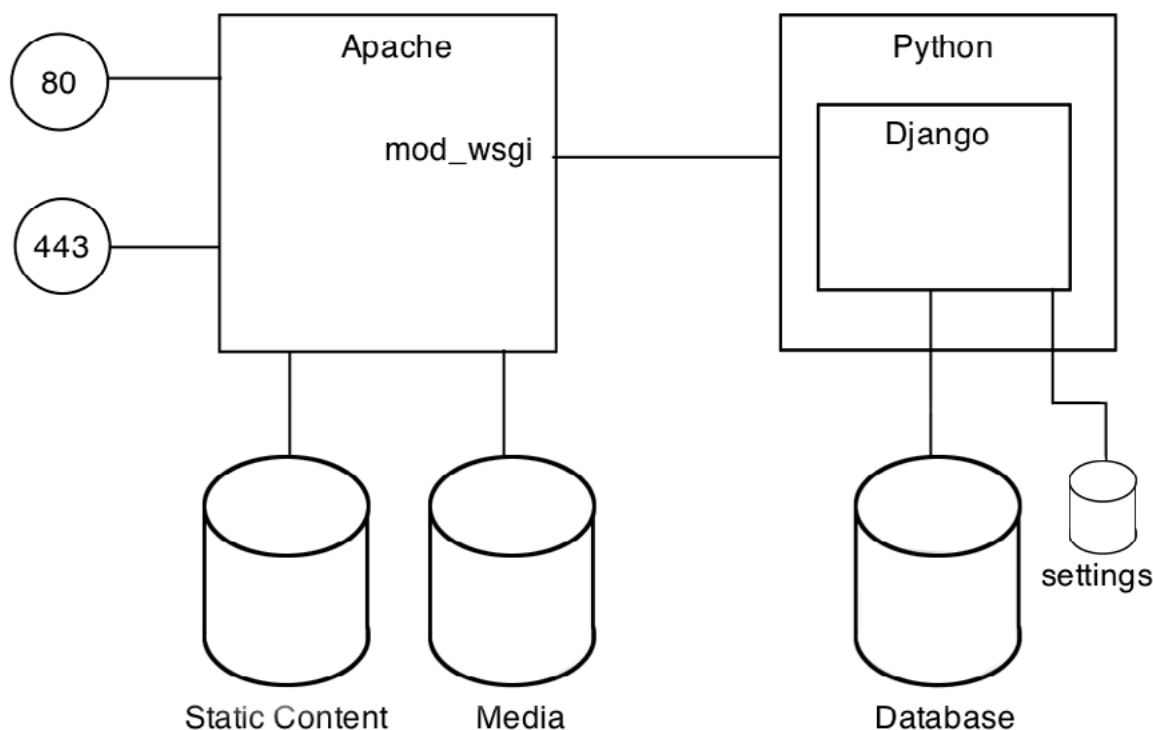 Apache
Python
80
Django
mod_wsgi
443
settings
Static Content
Media
Database